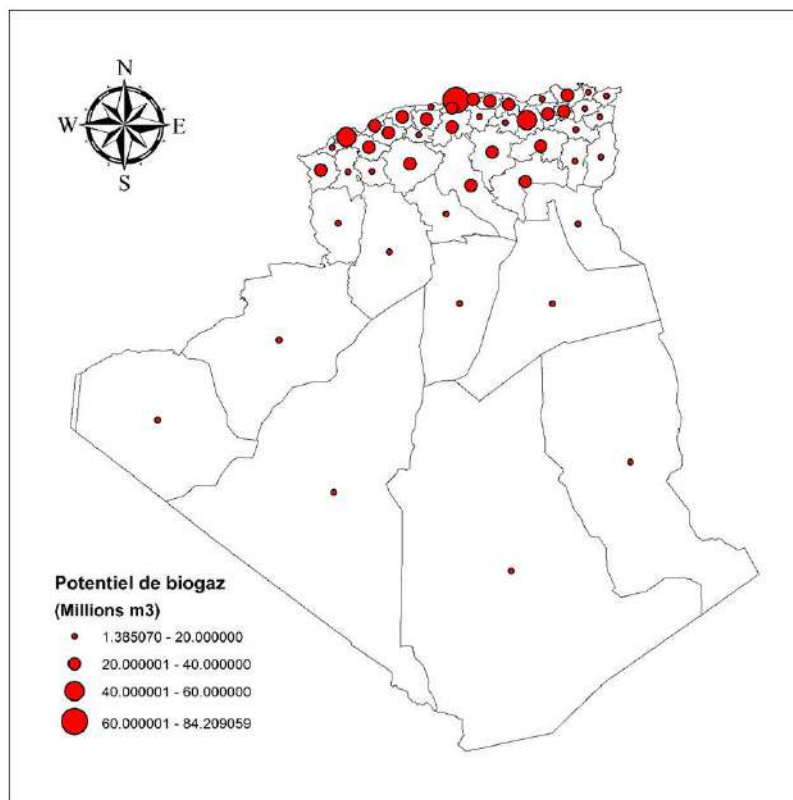 N
W E
S
Potentiel de biogaz
(Millions m3)
1.385070 - 20.000000
20.000001 - 40.000000
40.000001 - 60.000000
60.000001 - 84.209059